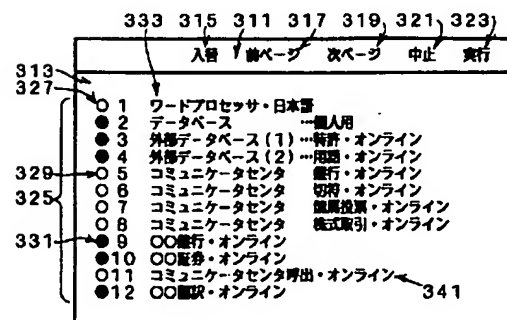 333 315 311 317 319 321 323
入替 前ページ 次ページ 中止 実行
313
327
1 ワードプロセッサ・日本語
2 データベース …個人用
3 外部データベース(1)…特許・オンライン
4 外部データベース(2)…用語・オンライン
329 5 コミュニケータセンタ 銀行・オンライン
325 6 コミュニケータセンタ 切符・オンライン
7 コミュニケータセンタ 競馬投票・オンライン
8 コミュニケータセンタ 株式取引・オンライン
331 9 〇〇銀行・オンライン
10 〇〇証券・オンライン
11 コミュニケータセンタ呼出・オンライン
12 〇〇翻訳・オンライン 341